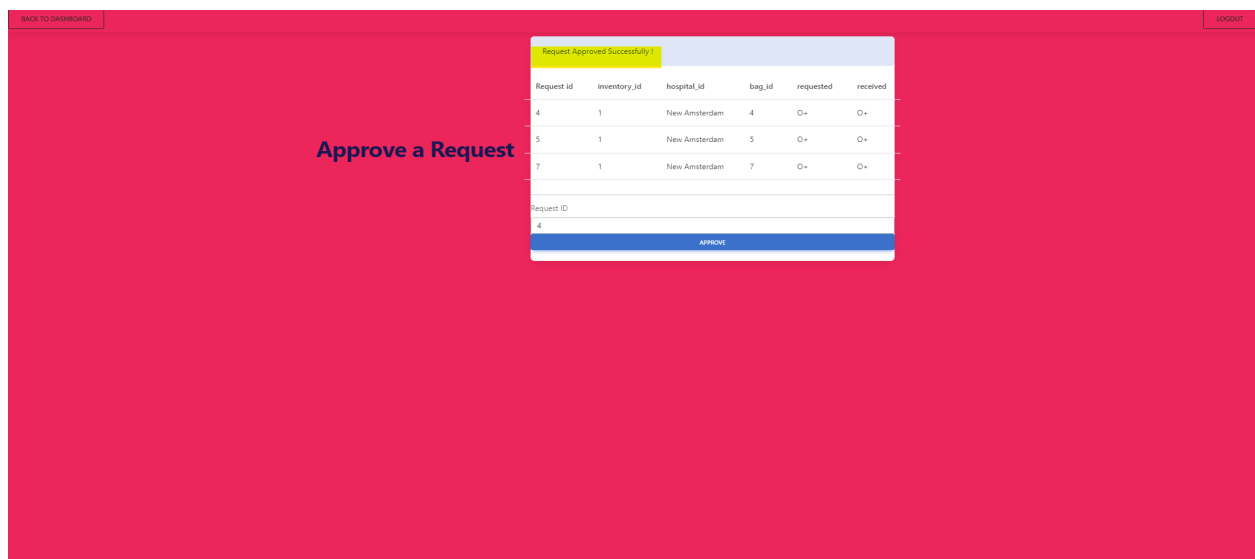 BACK TO DASHBOARD
LOGOUT
Request Approved Successfully !
Request id inventory_id hospital_id bag_id requested received
4 1 New Amsterdam 4 O+ O+
5 1 New Amsterdam 5 O+ O+
7 1 New Amsterdam 7 O+ O+
Approve a Request
Request ID
4
APPROVE